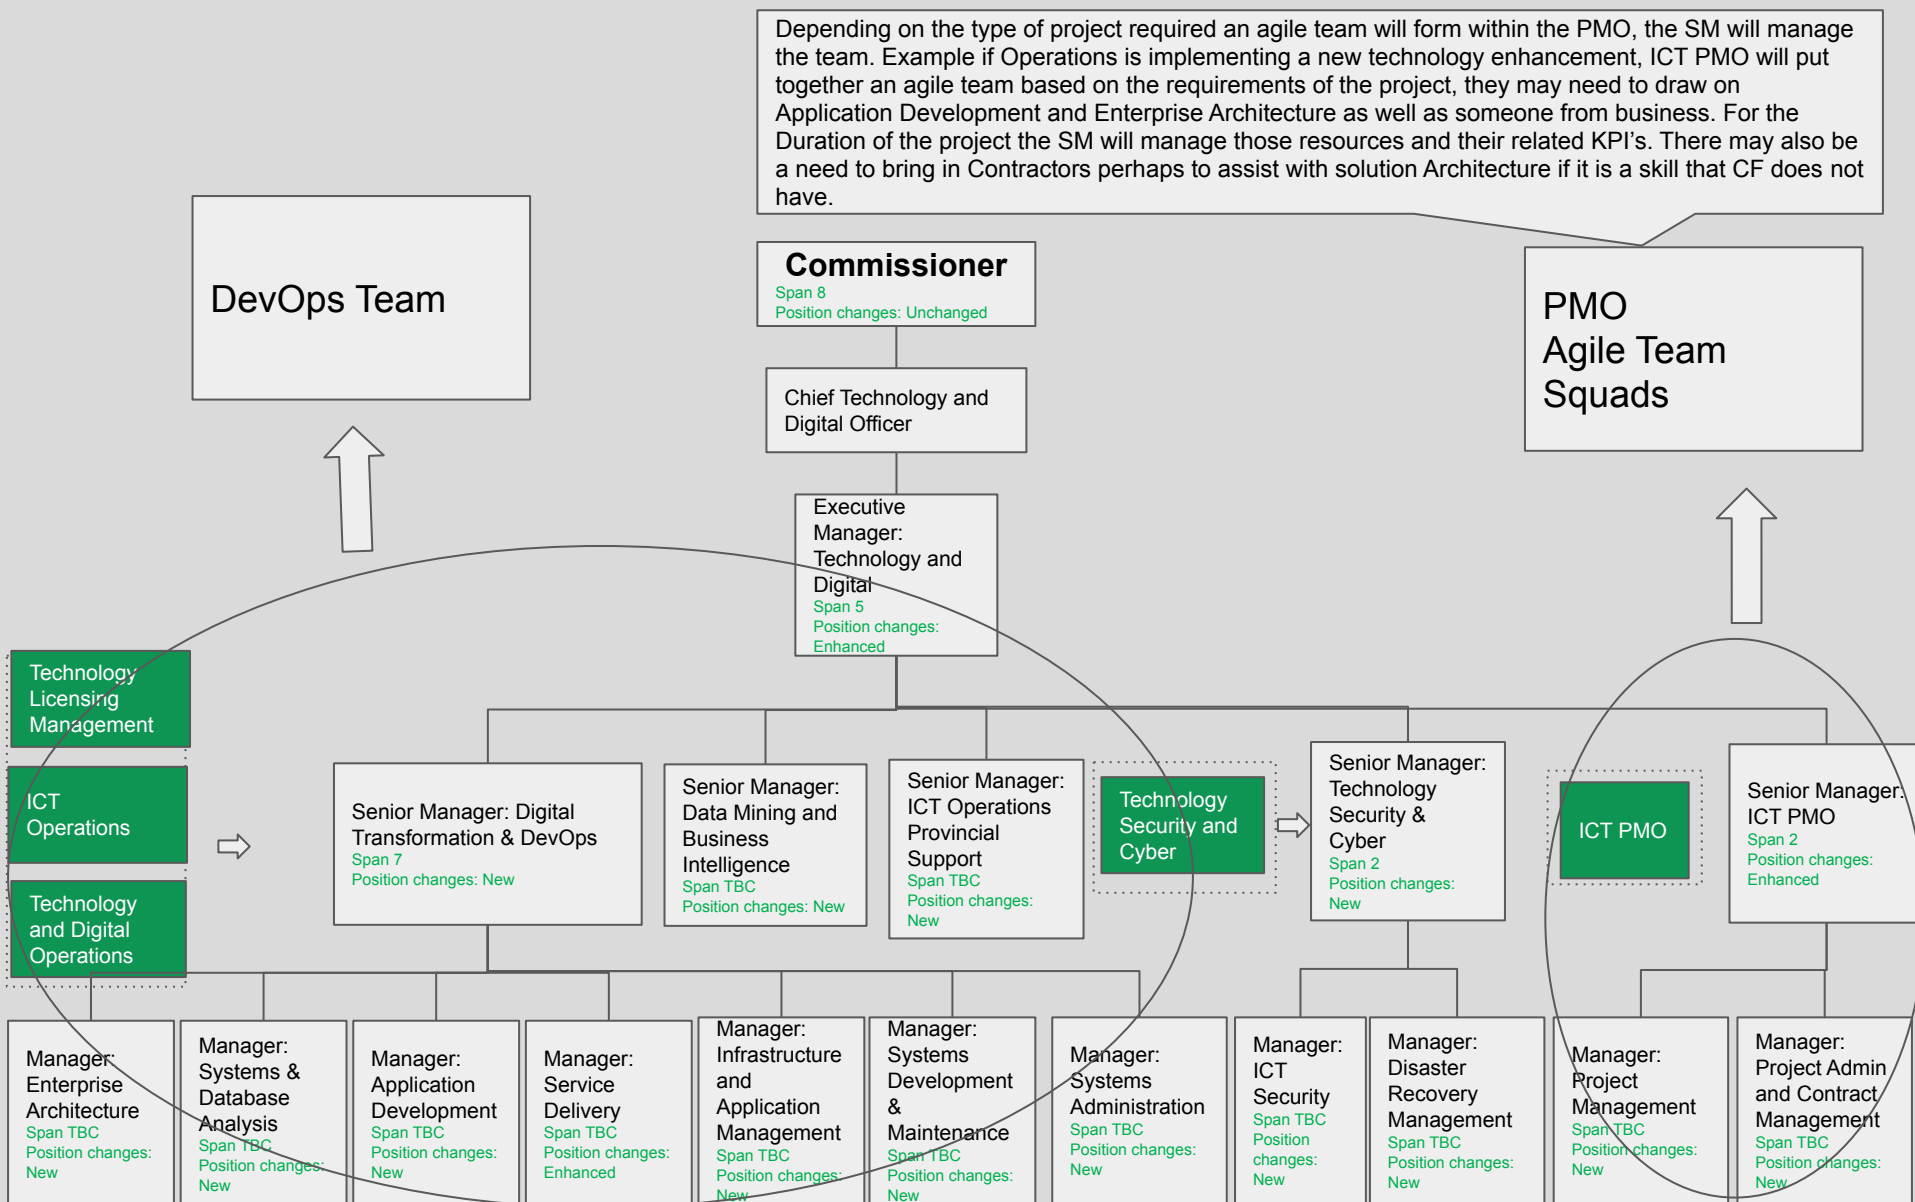 Depending on the type of project required an agile team will form within the PMO, the SM will manage
the team. Example if Operations is implementing a new technology enhancement, ICT PMO will put
together an agile team based on the requirements of the project, they may need to draw on
Application Development and Enterprise Architecture as well as someone from business. For the
Duration of the project the SM will manage those resources and their related KPI's. There may also be
a need to bring in Contractors perhaps to assist with solution Architecture if it is a skill that CF does not
have.
DevOps Team
Commissioner
Span 8
Position changes: Unchanged
PMO
Agile Team
Squads
Chief Technology and
Digital Officer
Executive
Manager:
Technology and
Digital
Span 5
Position changes:
Enhanced
Technology
Licensing
Management
ICT
Operations
Technology
and Digital
Operations
Senior Manager: Digital
Transformation & DevOps
Span 7
Position changes: New
Senior Manager:
Data Mining and
Business
Intelligence
Span TBC
Position changes: New
Senior Manager:
ICT Operations
Provincial
Support
Span TBC
Position changes:
New
Technology
Security and
Cyber
Senior Manager:
Technology
Security &
Cyber
Span 2
Position changes:
New
ICT PMO
Senior Manager:
ICT PMO
Span 2
Position changes:
Enhanced
Manager:
Enterprise
Architecture
Span TBC
Position changes:
New
Manager:
Systems &
Database
Analysis
Span TBC
Position changes:
New
Manager:
Application
Development
Span TBC
Position changes:
New
Manager:
Service
Delivery
Span TBC
Position changes:
Enhanced
Manager:
Infrastructure
and
Application
Management
Span TBC
Position changes:
New
Manager:
Systems
Development
&
Maintenance
Span TBC
Position changes:
New
Manager:
Systems
Administration
Span TBC
Position changes:
New
Manager:
ICT
Security
Span TBC
Position
changes:
New
Manager:
Disaster
Recovery
Management
Span TBC
Position changes:
New
Manager:
Project
Management
Span TBC
Position changes:
New
Manager:
Project Admin
and Contract
Management
Span TBC
Position changes:
New